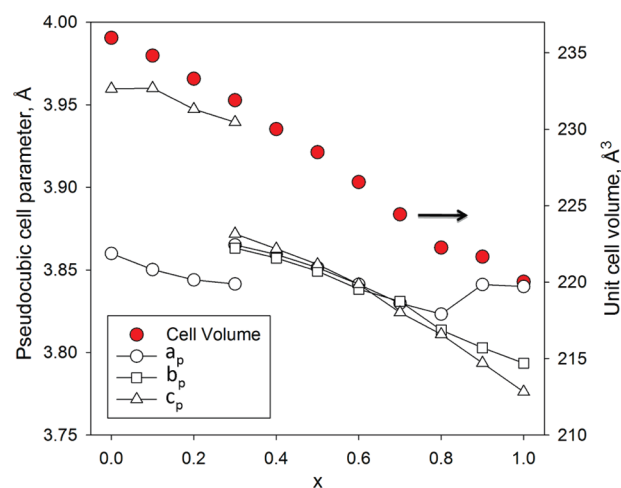 4.00
3.95
3.90
3.85
3.80
3.75
Pseudocubic cell parameter, Å
235
230
225
220
215
210
Unit cell volume, Å³
Cell Volume
aₚ
bₚ
cₚ
0.0 0.2 0.4 0.6 0.8 1.0
x